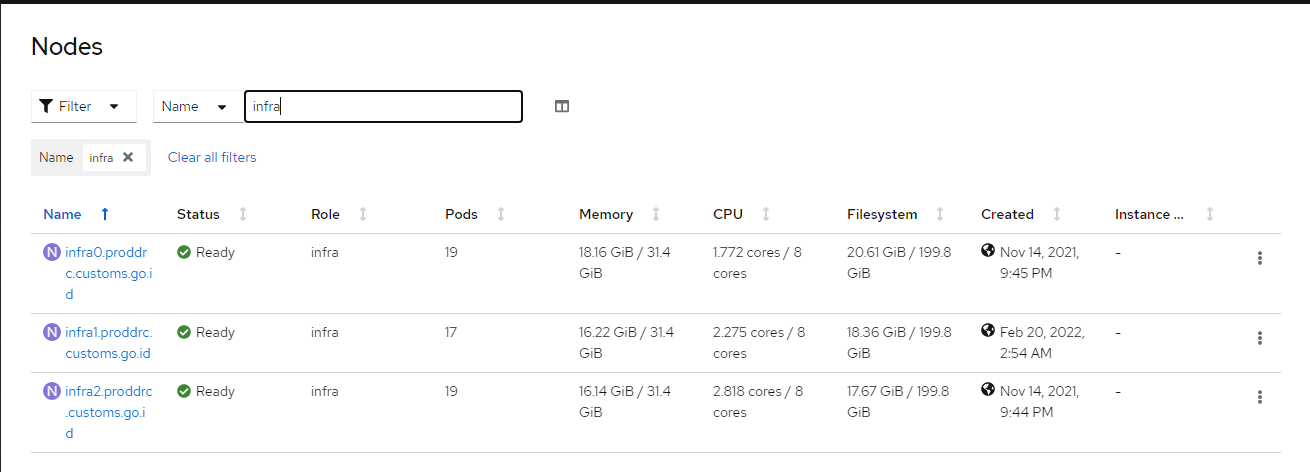 Nodes
Filter Name infra
Name infra Clear all filters
Name Status Role Pods Memory CPU Filesystem Created Instance ...
N infra0.proddr Ready infra 19 18.16 GiB / 31.4 1.772 cores / 8 20.61 GiB / 199.8 Nov 14, 2021, -
c.customs.go.i GiB cores GiB 9:45 PM
d
N infra1.proddrc. Ready infra 17 16.22 GiB / 31.4 2.275 cores / 8 18.36 GiB / 199.8 Feb 20, 2022, -
customs.go.id GiB cores GiB 2:54 AM
N infra2.proddrc Ready infra 19 16.14 GiB / 31.4 2.818 cores / 8 17.67 GiB / 199.8 Nov 14, 2021, -
.customs.go.i GiB cores GiB 9:44 PM
d